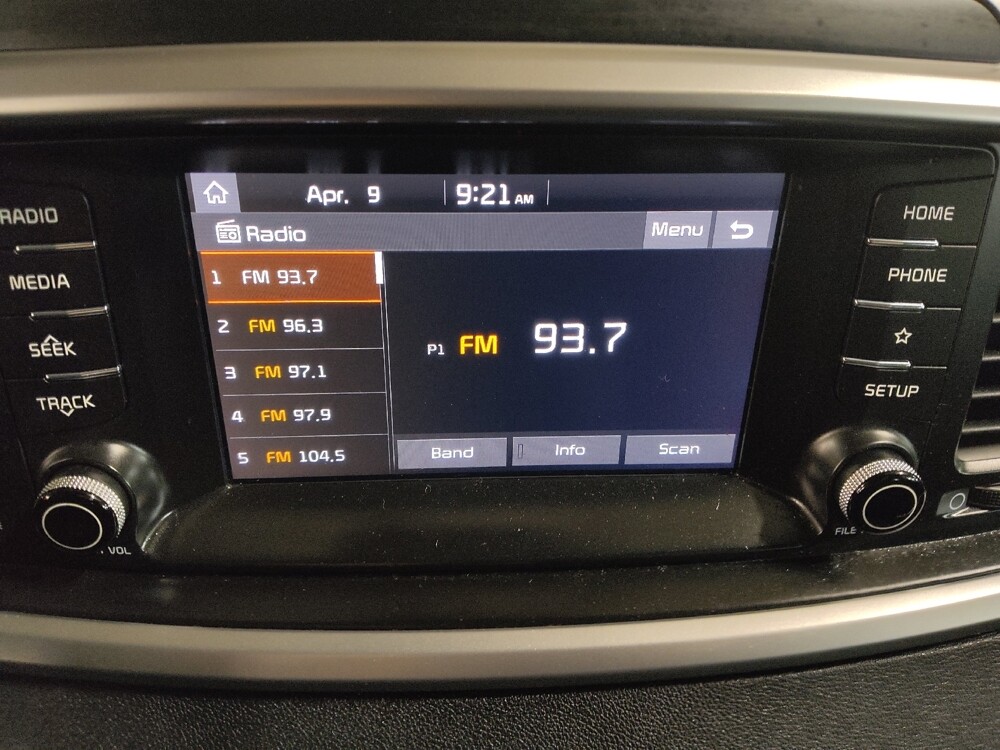 Apr. 9 9:21 AM
Radio Menu
1 FM 93.7
2 FM 96.3
3 FM 97.1
4 FM 97.9
5 FM 104.5
P1 FM 93.7
Band Info Scan
RADIO
MEDIA
SEEK
TRACK
VOL
HOME
PHONE
SETUP
FILE